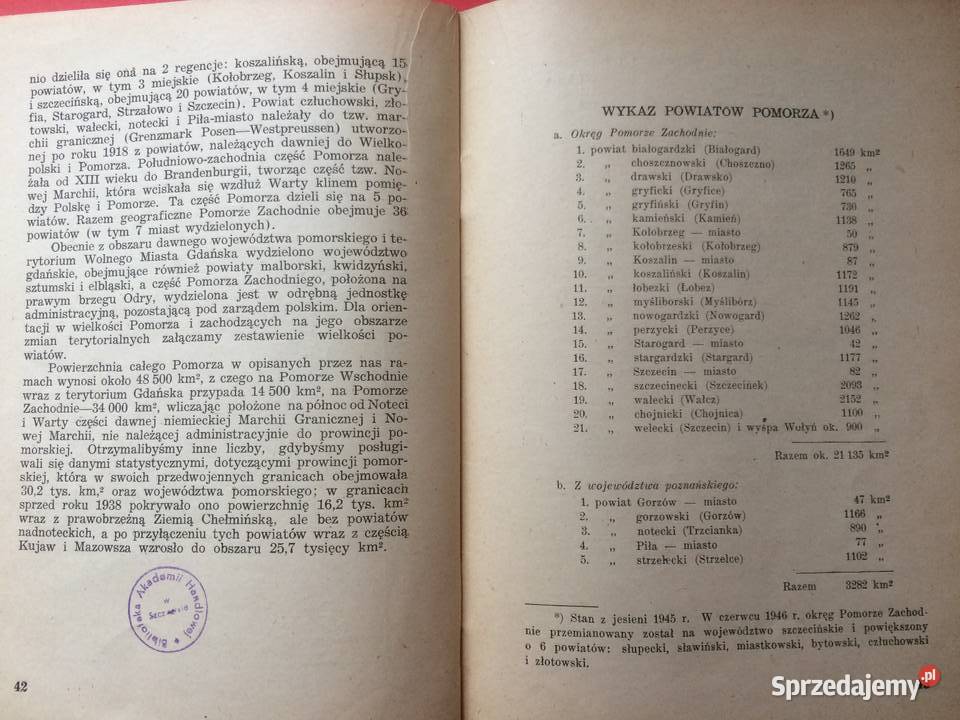 nio dzieliła się ona na 2 regencje: koszalińską, obejmującą 15
powiatów, w tym 3 miejskie (Kołobrzeg, Koszalin i Słupsk),
i szczecińską, obejmującą 20 powiatów, w tym 4 miejskie (Gry-
fia, Starogard, Strzałowo i Szczecin). Powiat człuchowski, zło-
towski, wałecki, notecki i Piła-miasto należały do tzw. mar-
chii granicznej (Grenzmark Posen—Westpreussen) utworzo-
nej po roku 1918 z powiatów, należących dawniej do Wielko-
polski i Pomorza. Południowo-zachodnia część Pomorza nale-
żała od XIII wieku do Brandenburgii, tworząc część tzw. No-
wej Marchii, która wciskała się wzdłuż Warty klinem pomię-
dzy Polskę i Pomorze. Ta część Pomorza dzieli się na 5 po-
wiatów. Razem geograficzne Pomorze Zachodnie obejmuje 36
powiatów (w tym 7 miast wydzielonych).
Obecnie z obszaru dawnego województwa pomorskiego i te-
rytorium Wolnego Miasta Gdańska wydzielono województwo
gdańskie, obejmujące również powiaty malborski, kwidzyński,
sztumski i elbląski, a część Pomorza Zachodniego, położona na
prawym brzegu Odry, wydzielona jest w odrębną jednostkę
administracyjną, pozostającą pod zarządem polskim. Dla orien-
tacji w wielkości Pomorza i zachodzących na jego obszarze
zmian terytorialnych załączamy zestawienie wielkości po-
wiatów.
Powierzchnia całego Pomorza w opisanych przez nas ra-
mach wynosi około 48 500 km², z czego na Pomorze Wschodnie
wraz z terytorium Gdańska przypada 14 500 km², na Pomorze
Zachodnie—34 000 km², wliczając położone na północ od Noteci
i Warty części dawnej niemieckiej Marchii Granicznej i No-
wej Marchii, nie należącej administracyjnie do prowincji po-
morskiej. Otrzymalibyśmy inne liczby, gdybyśmy posługi-
wali się danymi statystycznymi, dotyczącymi prowincji pomor-
skiej, która w swoich przedwojennych granicach obejmowała
30,2 tys. km,² oraz województwa pomorskiego; w granicach
sprzed roku 1938 pokrywało ono powierzchnię 16,2 tys. km²
wraz z prawobrzeżną Ziemią Chełmińską, ale bez powiatów
nadnoteckich, a po przyłączeniu tych powiatów wraz z częścią
Kujaw i Mazowsza wzrosło do obszaru 25,7 tysięcy km².
Biblioteka Akademii Handlowej
w
Szczecinie
42
WYKAZ POWIATÓW POMORZA *)
a. Okręg Pomorze Zachodnie:
1. powiat białogardzki (Białogard) 1649 km²
2. „ choszcznowski (Choszczno) 1265 „
3. „ drawski (Drawsko) 1210 „
4. „ gryficki (Gryfice) 765 „
5. „ gryfiński (Gryfin) 730 „
6. „ kamieński (Kamień) 1138 „
7. „ Kołobrzeg — miasto 50 „
8. „ kołobrzeski (Kołobrzeg) 879 „
9. „ Koszalin — miasto 87 „
10. „ koszaliński (Koszalin) 1172 „
11. „ łobezki (Łobez) 1191 „
12. „ myśliborski (Myślibórz) 1145 „
13. „ nowogardzki (Nowogard) 1262 „
14. „ perzycki (Perzyce) 1046 „
15. „ Starogard — miasto 42 „
16. „ stargardzki (Stargard) 1177 „
17. „ Szczecin — miasto 82 „
18. „ szczecinecki (Szczecinek) 2093 „
19. „ wałecki (Wałcz) 2152 „
20. „ chojnicki (Chojnica) 1100 „
21. „ welecki (Szczecin) i wyspa Wołyń ok. 900 „
Razem ok. 21 135 km²
b. Z województwa poznańskiego:
1. powiat Gorzów — miasto 47 km²
2. „ gorzowski (Gorzów) 1166 „
3. „ notecki (Trzcianka) 890 „
4. „ Piła — miasto 77 „
5. „ strzelecki (Strzelce) 1102 „
Razem 3282 km²
*) Stan z jesieni 1945 r. W czerwcu 1946 r. okręg Pomorze Zachod-
nie przemianowany został na województwo szczecińskie i powiększony
o 6 powiatów: słupecki, sławiński, miastkowski, bytowski, człuchowski
i złotowski.
Sprzedajemy.pl